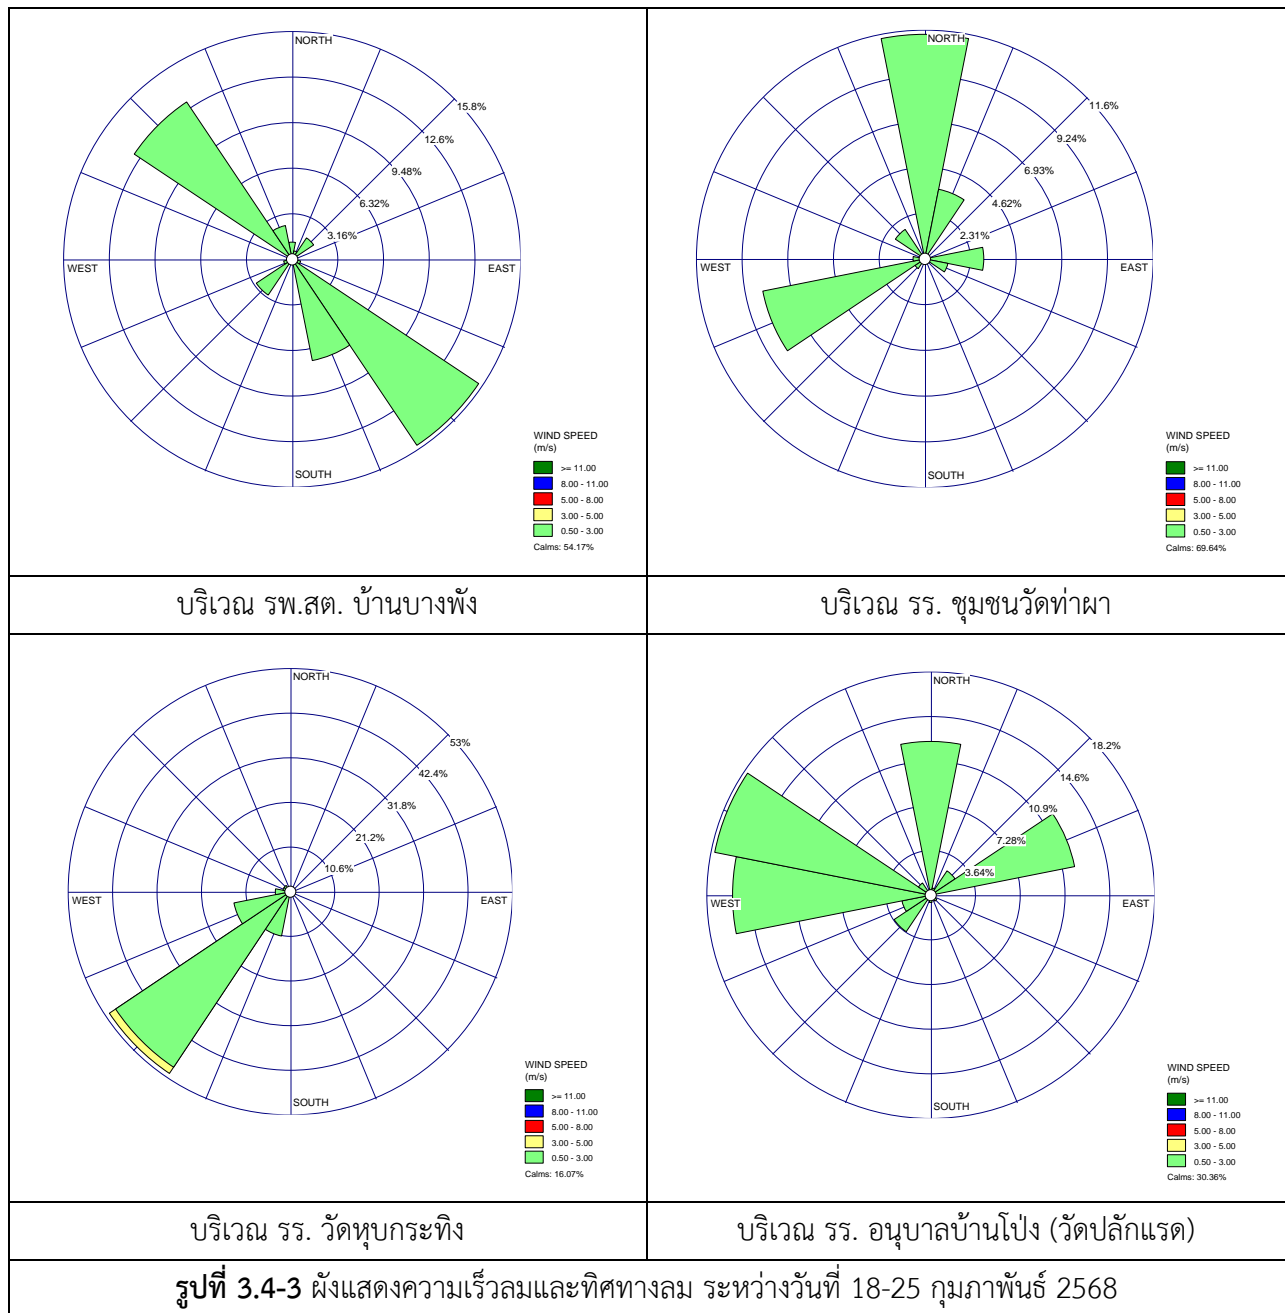 NORTH
15.8%
12.6%
9.48%
6.32%
3.16%
WEST
EAST
SOUTH
WIND SPEED
(m/s)
>= 11.00
8.00 - 11.00
5.00 - 8.00
3.00 - 5.00
0.50 - 3.00
Calms: 54.17%
บริเวณ รพ.สต. บ้านบางพัง
NORTH
11.6%
9.24%
6.93%
4.62%
2.31%
WEST
EAST
SOUTH
WIND SPEED
(m/s)
>= 11.00
8.00 - 11.00
5.00 - 8.00
3.00 - 5.00
0.50 - 3.00
Calms: 69.64%
บริเวณ รร. ชุมชนวัดท่าผา
NORTH
53%
42.4%
31.8%
21.2%
10.6%
WEST
EAST
SOUTH
WIND SPEED
(m/s)
>= 11.00
8.00 - 11.00
5.00 - 8.00
3.00 - 5.00
0.50 - 3.00
Calms: 16.07%
บริเวณ รร. วัดหุบกระทิง
NORTH
18.2%
14.6%
10.9%
7.28%
3.64%
WEST
EAST
SOUTH
WIND SPEED
(m/s)
>= 11.00
8.00 - 11.00
5.00 - 8.00
3.00 - 5.00
0.50 - 3.00
Calms: 30.36%
บริเวณ รร. อนุบาลบ้านโป่ง (วัดปลักแรด)
รูปที่ 3.4-3 ผังแสดงความเร็วลมและทิศทางลม ระหว่างวันที่ 18-25 กุมภาพันธ์ 2568